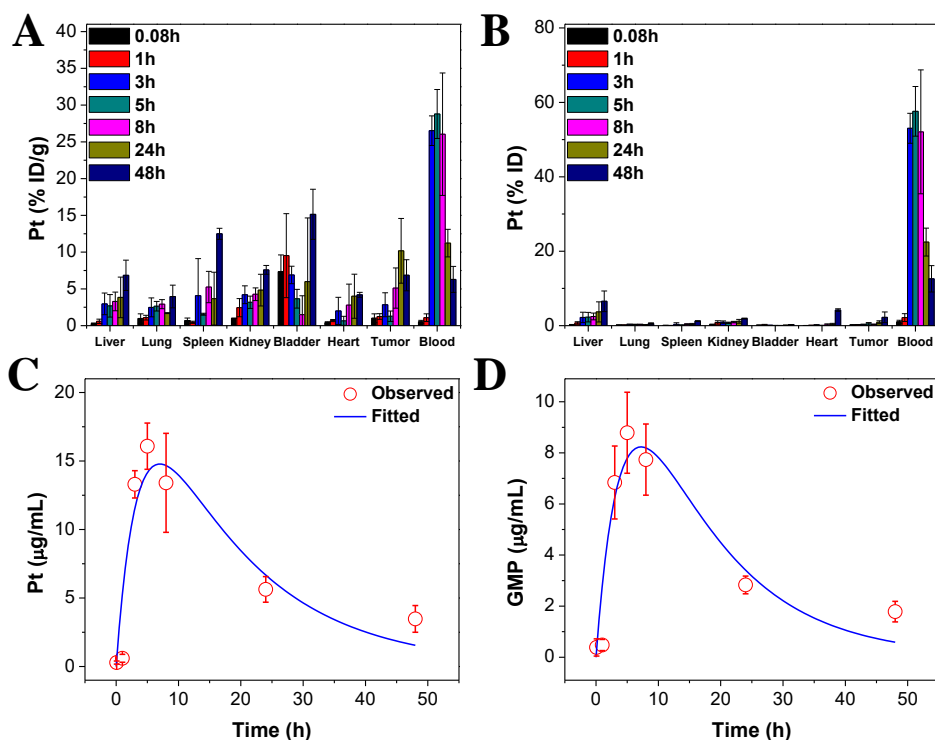 A
B
0.08h
1h
3h
5h
8h
24h
48h
Pt (% ID/g)
40
35
30
25
20
15
10
5
0
Liver Lung Spleen Kidney Bladder Heart Tumor Blood
0.08h
1h
3h
5h
8h
24h
48h
Pt (% ID)
80
60
40
20
0
Liver Lung Spleen Kidney Bladder Heart Tumor Blood
C
D
Observed
Fitted
Pt (μg/mL)
20
15
10
5
0
0 10 20 30 40 50
Time (h)
Observed
Fitted
GMP (μg/mL)
10
8
6
4
2
0
0 10 20 30 40 50
Time (h)